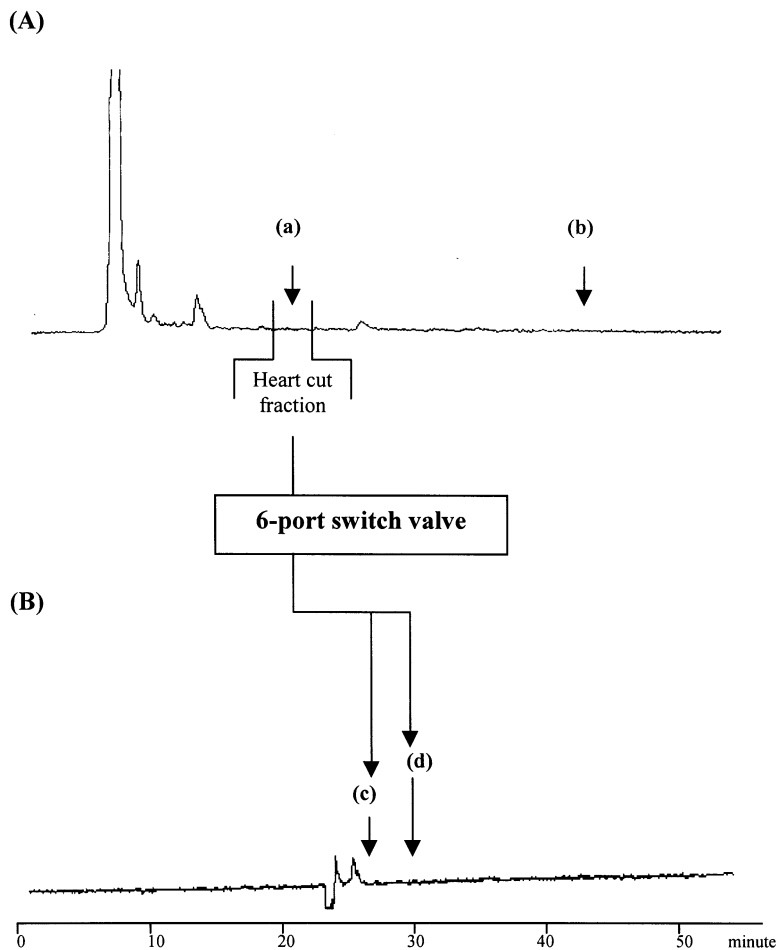 (A)
(a)
(b)
Heart cut
fraction
6-port switch valve
(B)
(d)
(c)
0 10 20 30 40 50 minute